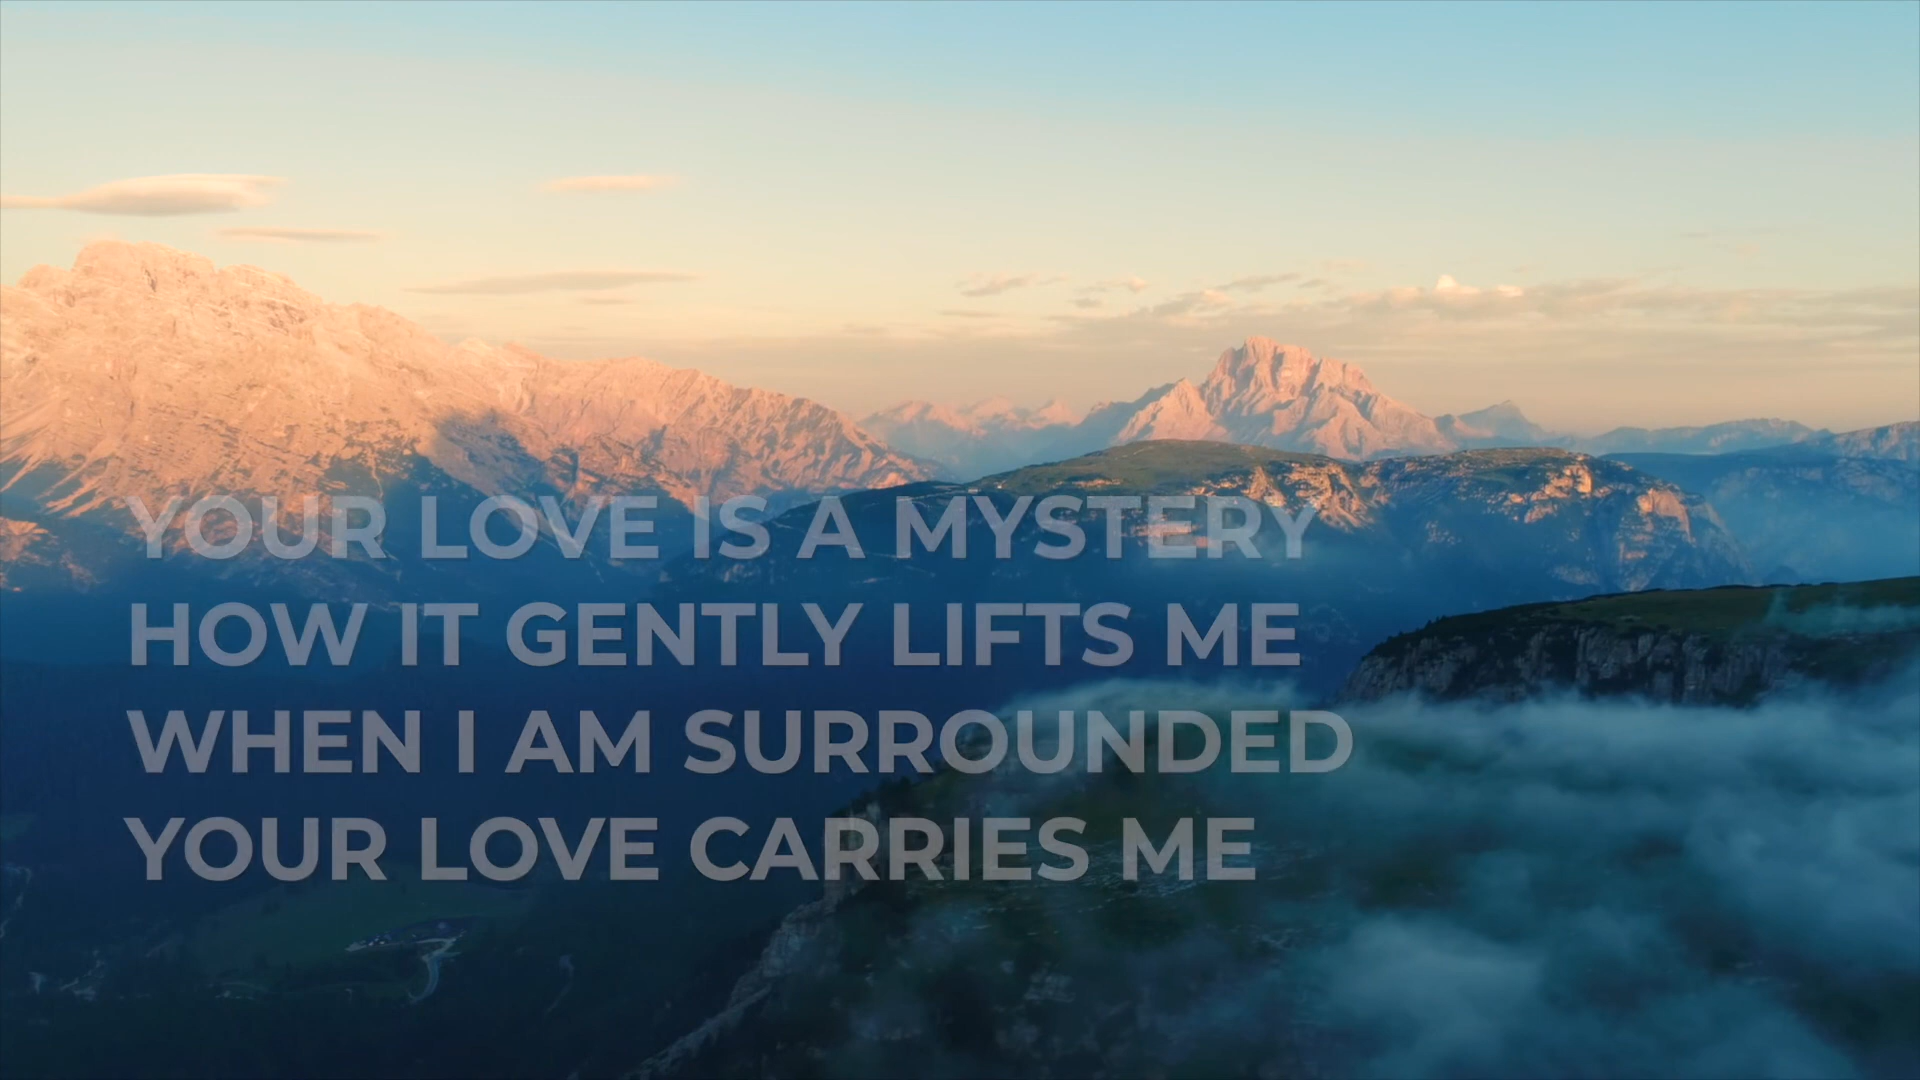 YOUR LOVE IS A MYSTERY
HOW IT GENTLY LIFTS ME
WHEN I AM SURROUNDED
YOUR LOVE CARRIES ME